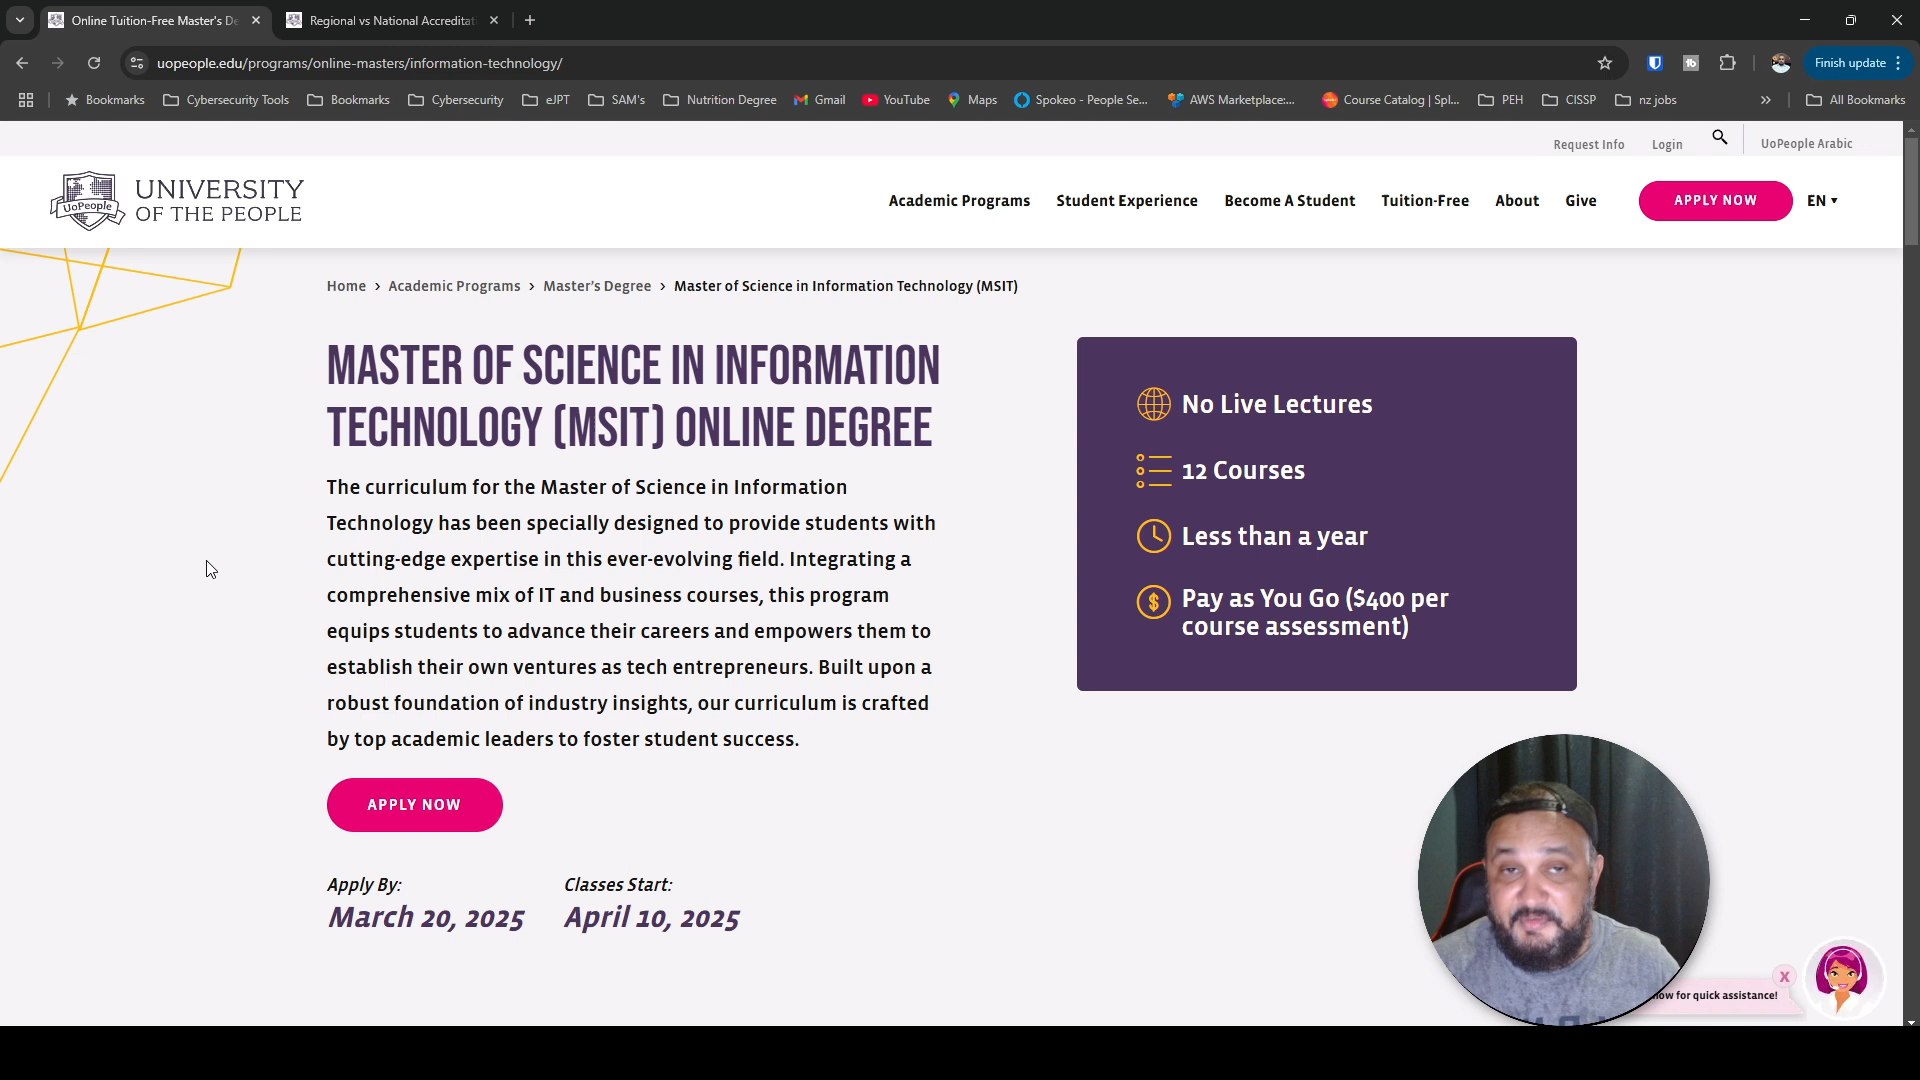 Online Tuition-Free Master's De
Regional vs National Accreditat
uopeople.edu/programs/online-masters/information-technology/
Finish update
Bookmarks
Cybersecurity Tools
Bookmarks
Cybersecurity
eJPT
SAM's
Nutrition Degree
Gmail
YouTube
Maps
Spokeo - People Se...
AWS Marketplace:...
Course Catalog | Spl...
PEH
CISSP
nz jobs
All Bookmarks
Request Info
Login
UoPeople Arabic
UoPeople
UNIVERSITY
OF THE PEOPLE
Academic Programs
Student Experience
Become A Student
Tuition-Free
About
Give
APPLY NOW
EN
Home › Academic Programs › Master's Degree › Master of Science in Information Technology (MSIT)
MASTER OF SCIENCE IN INFORMATION
TECHNOLOGY (MSIT) ONLINE DEGREE
The curriculum for the Master of Science in Information
Technology has been specially designed to provide students with
cutting-edge expertise in this ever-evolving field. Integrating a
comprehensive mix of IT and business courses, this program
equips students to advance their careers and empowers them to
establish their own ventures as tech entrepreneurs. Built upon a
robust foundation of industry insights, our curriculum is crafted
by top academic leaders to foster student success.
APPLY NOW
Apply By:
March 20, 2025
Classes Start:
April 10, 2025
No Live Lectures
12 Courses
Less than a year
$
Pay as You Go ($400 per
course assessment)
X
now for quick assistance!